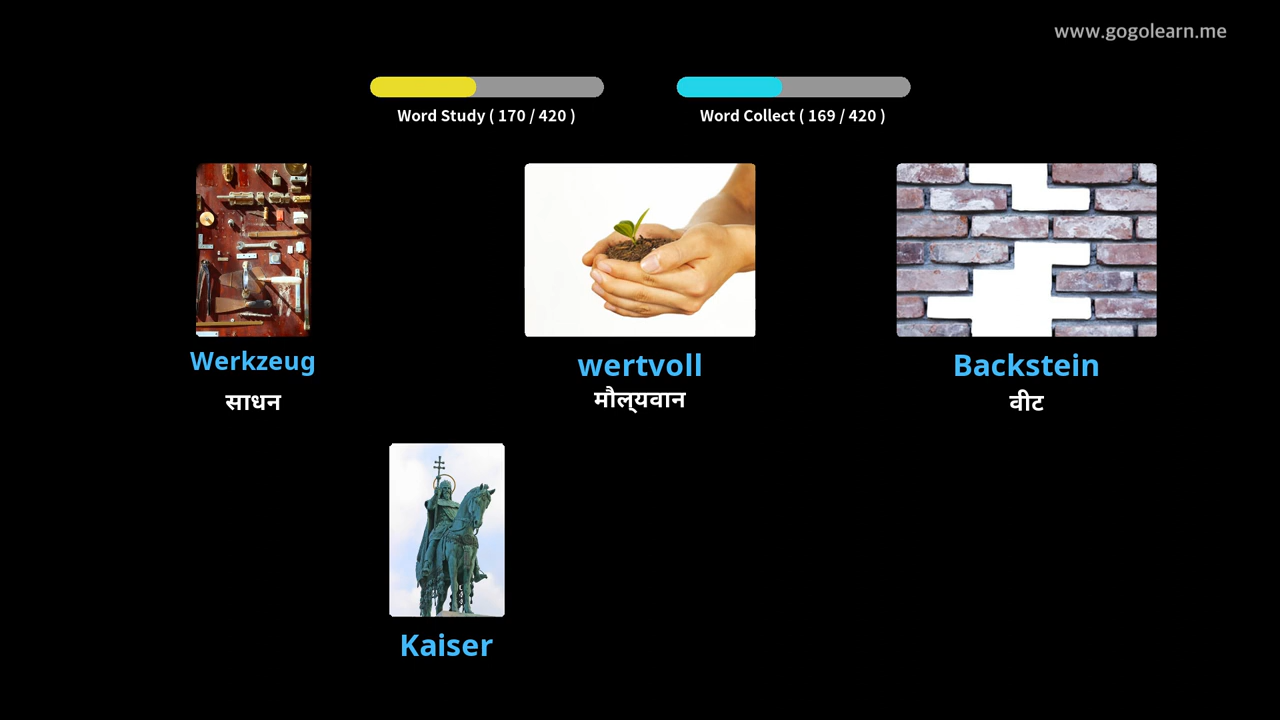 www.gogolearn.me
Word Study ( 170 / 420 )
Word Collect ( 169 / 420 )
Werkzeug
साधन
wertvoll
मौल्यवान
Backstein
वीट
Kaiser